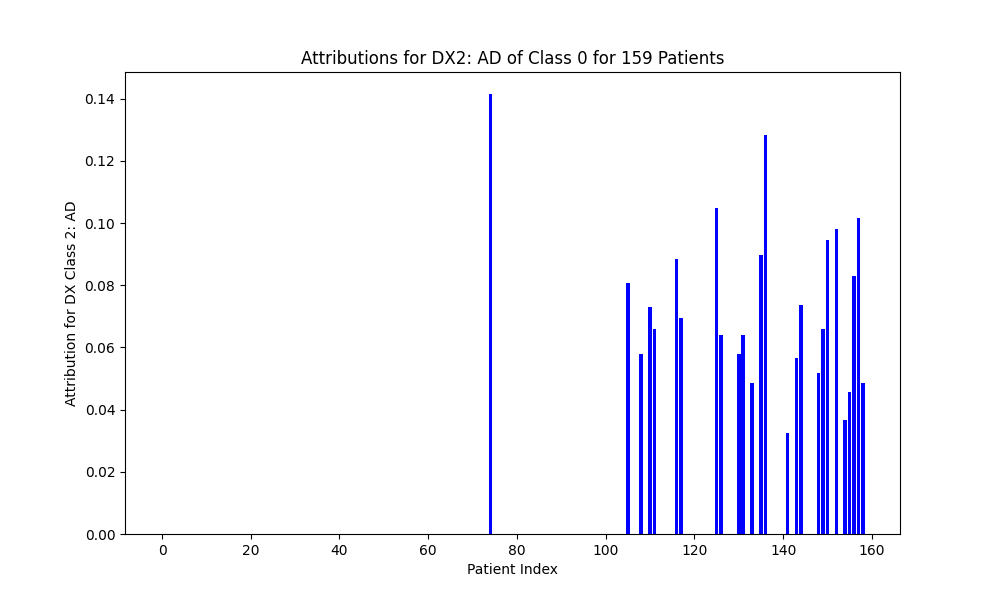 Attributions for DX2: AD of Class 0 for 159 Patients
Attribution for DX Class 2: AD
0.14
0.12
0.10
0.08
0.06
0.04
0.02
0.00
0 20 40 60 80 100 120 140 160
Patient Index